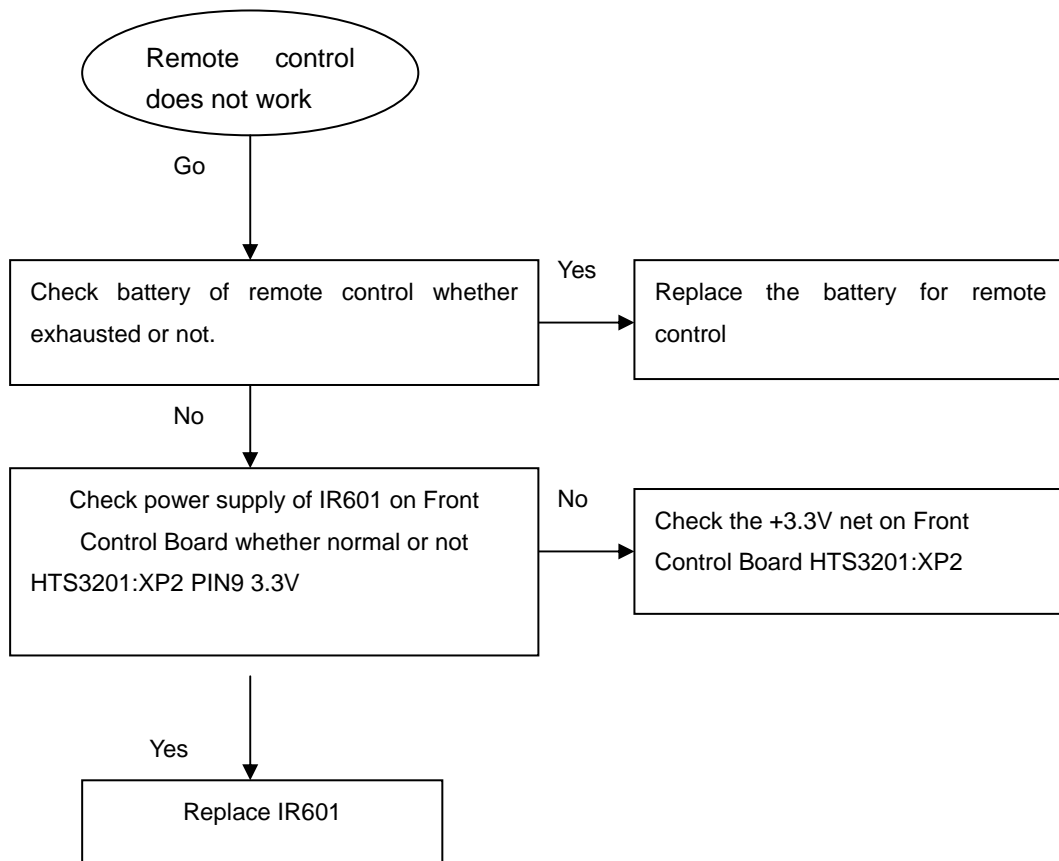 Remote control
does not work
Go
Check battery of remote control whether
exhausted or not.
Yes
Replace the battery for remote
control
No
Check power supply of IR601 on Front
Control Board whether normal or not
HTS3201:XP2 PIN9 3.3V
No
Check the +3.3V net on Front
Control Board HTS3201:XP2
Yes
Replace IR601